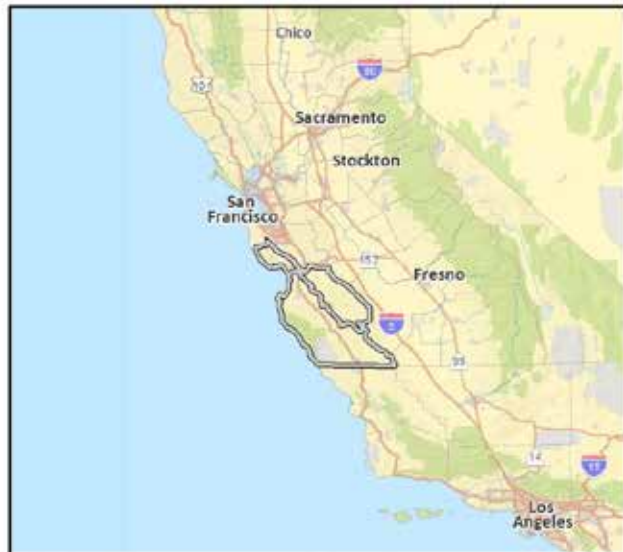 Chico
80
101
Sacramento
Stockton
San
Francisco
152
Fresno
5
99
14
15
Los
Angeles